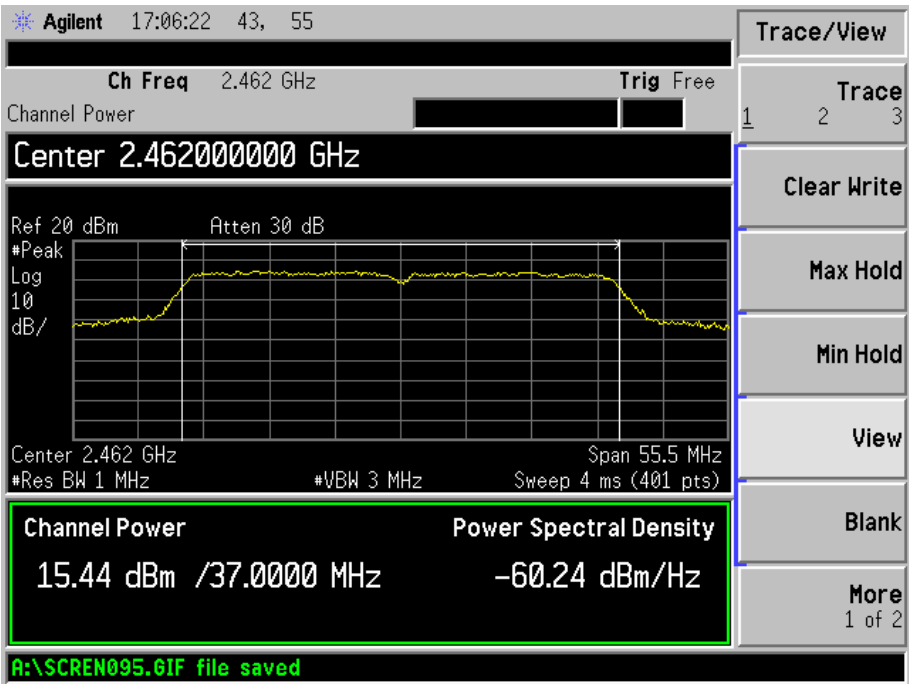 Agilent 17:06:22 43, 55
Trace/View
Ch Freq 2.462 GHz Trig Free
Channel Power
Trace
1 2 3
Center 2.462000000 GHz
Clear Write
Ref 20 dBm Atten 30 dB
#Peak
Log
10
dB/
Max Hold
Min Hold
Center 2.462 GHz Span 55.5 MHz
#Res BW 1 MHz #VBW 3 MHz Sweep 4 ms (401 pts)
View
Channel Power Power Spectral Density
15.44 dBm /37.0000 MHz -60.24 dBm/Hz
Blank
More
1 of 2
A:\SCREN095.GIF file saved